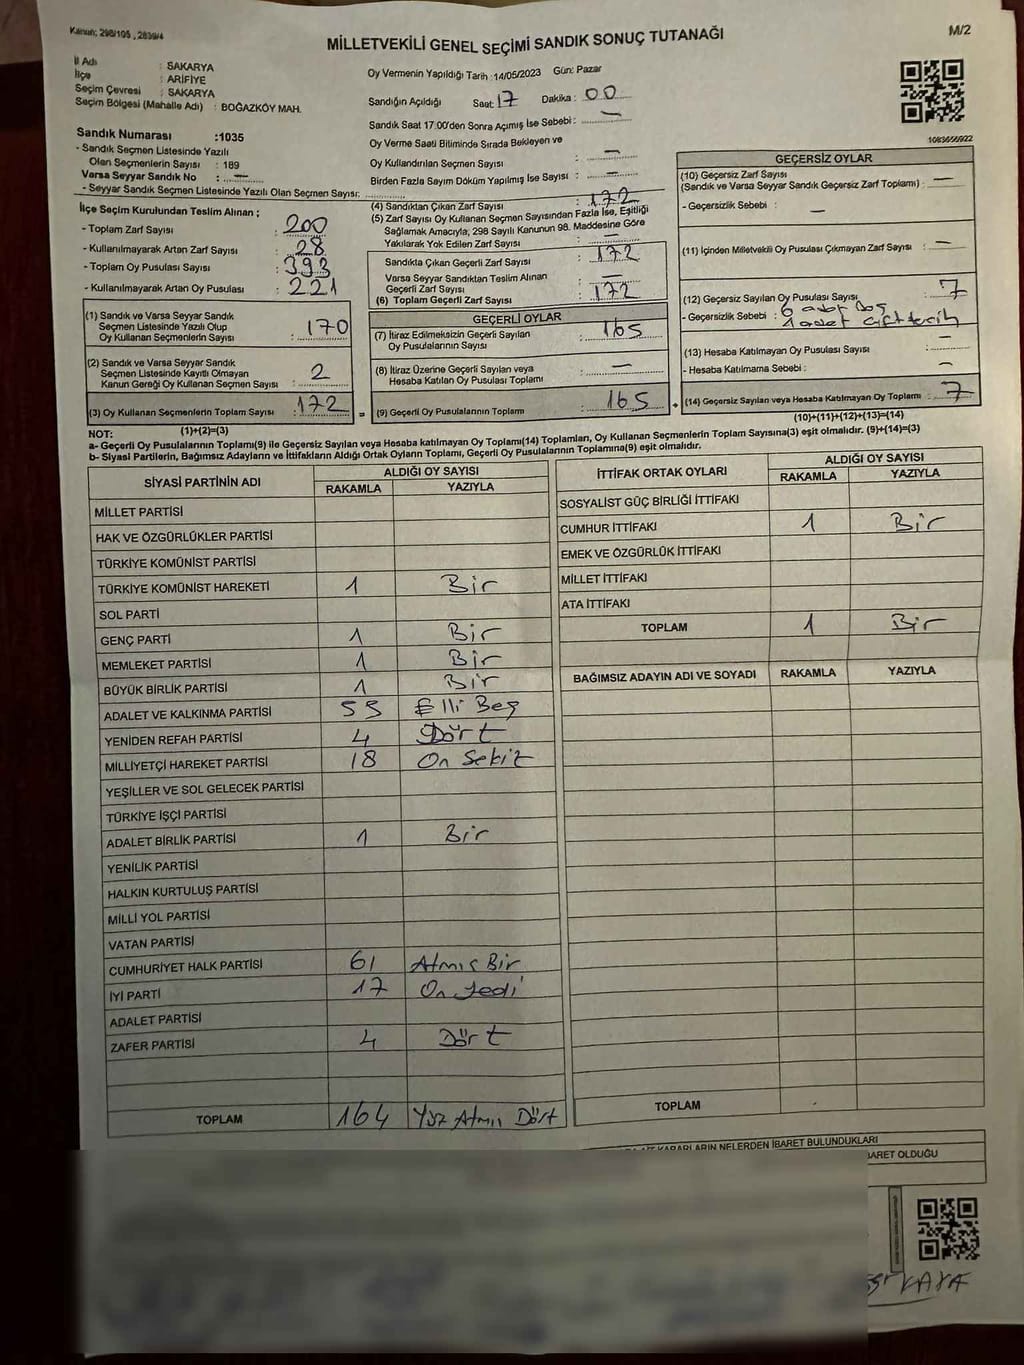 Kanun; 298/105 , 2839/4
MİLLETVEKİLİ GENEL SEÇİMİ SANDIK SONUÇ TUTANAĞI
M/2
İl Adı : SAKARYA
İlçe : ARİFİYE
Seçim Çevresi : SAKARYA
Seçim Bölgesi (Mahalle Adı) : BOĞAZKÖY MAH.
Sandık Numarası :1035
- Sandık Seçmen Listesinde Yazılı
Olan Seçmenlerin Sayısı : 189
Varsa Seyyar Sandık No : —
- Seyyar Sandık Seçmen Listesinde Yazılı Olan Seçmen Sayısı:
Oy Vermenin Yapıldığı Tarih :14/05/2023 Gün: Pazar
Sandığın Açıldığı Saat: 17 Dakika : 00
Sandık Saat 17.00'den Sonra Açımış İse Sebebi : —
Oy Verme Saati Bitiminde Sırada Bekleyen ve
Oy Kullandırılan Seçmen Sayısı : —
Birden Fazla Sayım Döküm Yapılmış İse Sayısı : —
1083656922
İlçe Seçim Kurulundan Teslim Alınan ;
- Toplam Zarf Sayısı : 200
- Kullanılmayarak Artan Zarf Sayısı : 28
- Toplam Oy Pusulası Sayısı : 393
- Kullanılmayarak Artan Oy Pusulası : 221
(1) Sandık ve Varsa Seyyar Sandık
Seçmen Listesinde Yazılı Olup
Oy Kullanan Seçmenlerin Sayısı : 170
(2) Sandık ve Varsa Seyyar Sandık
Seçmen Listesinde Kayıtlı Olmayan
Kanun Gereği Oy Kullanan Seçmen Sayısı : 2
(3) Oy Kullanan Seçmenlerin Toplam Sayısı : 172
(1)+(2)=(3)
(4) Sandıktan Çıkan Zarf Sayısı : 172
(5) Zarf Sayısı Oy Kullanan Seçmen Sayısından Fazla İse, Eşitliği
Sağlamak Amacıyla; 298 Sayılı Kanunun 98. Maddesine Göre
Yakılarak Yok Edilen Zarf Sayısı : —
Sandıkta Çıkan Geçerli Zarf Sayısı : 172
Varsa Seyyar Sandıktan Teslim Alınan
Geçerli Zarf Sayısı : —
(6) Toplam Geçerli Zarf Sayısı : 172
GEÇERLİ OYLAR
(7) İtiraz Edilmeksizin Geçerli Sayılan
Oy Pusulalarının Sayısı : 165
(8) İtiraz Üzerine Geçerli Sayılan veya
Hesaba Katılan Oy Pusulası Toplamı : —
= (9) Geçerli Oy Pusulalarının Toplamı : 165 +
GEÇERSİZ OYLAR
(10) Geçersiz Zarf Sayısı
(Sandık ve Varsa Seyyar Sandık Geçersiz Zarf Toplamı) : —
- Geçersizlik Sebebi : —
(11) İçinden Milletvekili Oy Pusulası Çıkmayan Zarf Sayısı : —
(12) Geçersiz Sayılan Oy Pusulası Sayısı : 7
- Geçersizlik Sebebi : 6 adet boş
1 adet çift tercih
(13) Hesaba Katılmayan Oy Pusulası Sayısı : —
- Hesaba Katılmama Sebebi : —
(14) Geçersiz Sayılan veya Hesaba Katılmayan Oy Toplamı : 7
(10)+(11)+(12)+(13)=(14)
NOT:
a- Geçerli Oy Pusulalarının Toplamı(9) ile Geçersiz Sayılan veya Hesaba katılmayan Oy Toplamı(14) Toplamları, Oy Kullanan Seçmenlerin Toplam Sayısına(3) eşit olmalıdır. (9)+(14)=(3)
b- Siyasi Partilerin, Bağımsız Adayların ve İttifakların Aldığı Ortak Oyların Toplamı, Geçerli Oy Pusulalarının Toplamına(9) eşit olmalıdır.
SİYASİ PARTİNİN ADI ALDIĞI OY SAYISI
RAKAMLA YAZIYLA
MİLLET PARTİSİ
HAK VE ÖZGÜRLÜKLER PARTİSİ
TÜRKİYE KOMÜNİST PARTİSİ
TÜRKİYE KOMÜNİST HAREKETİ 1 Bir
SOL PARTİ
GENÇ PARTİ 1 Bir
MEMLEKET PARTİSİ 1 Bir
BÜYÜK BİRLİK PARTİSİ 1 Bir
ADALET VE KALKINMA PARTİSİ 55 Elli Beş
YENİDEN REFAH PARTİSİ 4 Dört
MİLLİYETÇİ HAREKET PARTİSİ 18 On Sekiz
YEŞİLLER VE SOL GELECEK PARTİSİ
TÜRKİYE İŞÇİ PARTİSİ
ADALET BİRLİK PARTİSİ 1 Bir
YENİLİK PARTİSİ
HALKIN KURTULUŞ PARTİSİ
MİLLİ YOL PARTİSİ
VATAN PARTİSİ
CUMHURİYET HALK PARTİSİ 61 Atmış Bir
İYİ PARTİ 17 On Yedi
ADALET PARTİSİ
ZAFER PARTİSİ 4 Dört
TOPLAM 164 Yüz Atmış Dört
İTTİFAK ORTAK OYLARI ALDIĞI OY SAYISI
RAKAMLA YAZIYLA
SOSYALİST GÜÇ BİRLİĞİ İTTİFAKI
CUMHUR İTTİFAKI 1 Bir
EMEK VE ÖZGÜRLÜK İTTİFAKI
MİLLET İTTİFAKI
ATA İTTİFAKI
TOPLAM 1 Bir
BAĞIMSIZ ADAYIN ADI VE SOYADI RAKAMLA YAZIYLA
TOPLAM
KARARLARIN NELERDEN İBARET BULUNDUKLARI
BARET OLDUĞU
KAYA